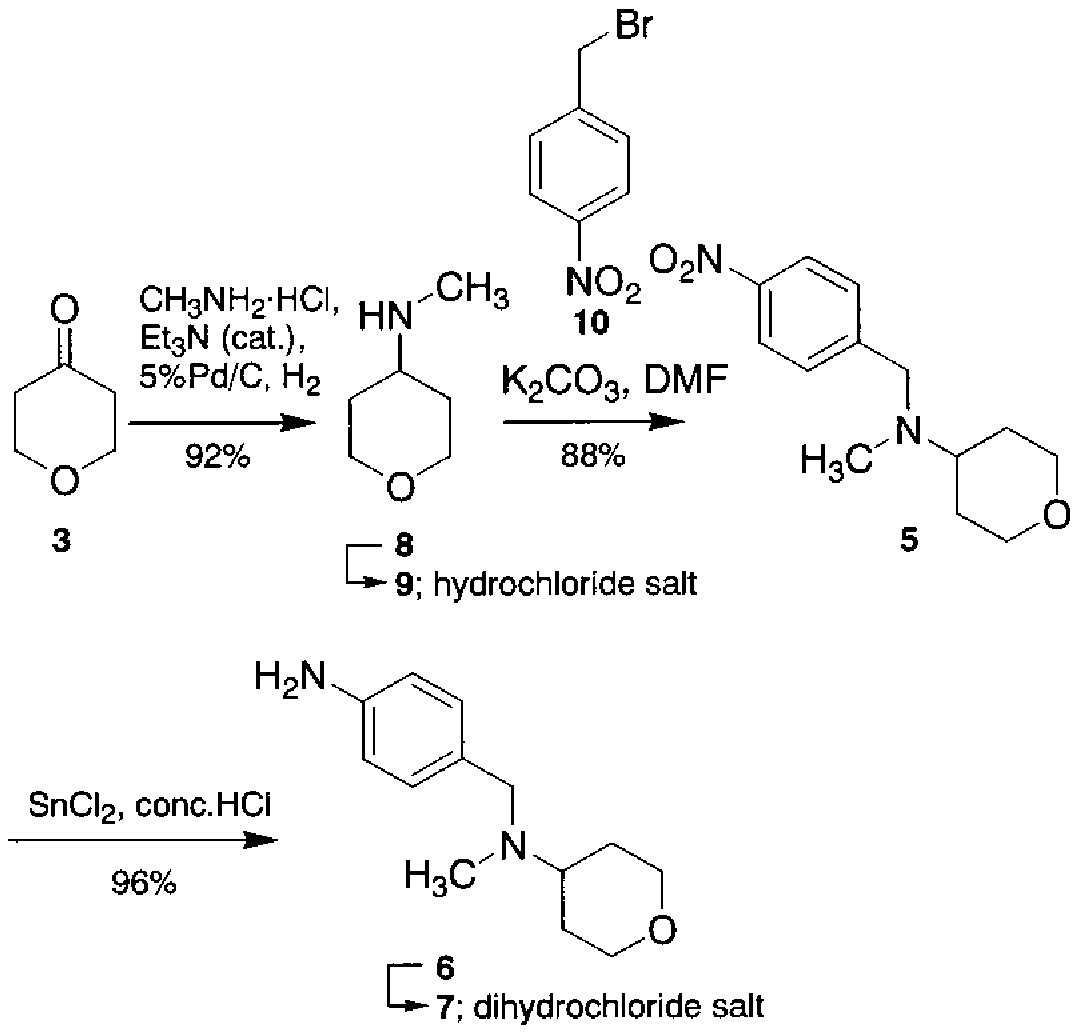 Br
NO₂
10
O
O
3
CH₃NH₂·HCl,
Et₃N (cat.),
5%Pd/C, H₂
92%
HN
CH₃
O
8
9; hydrochloride salt
K₂CO₃, DMF
88%
O₂N
N
H₃C
O
5
SnCl₂, conc.HCl
96%
H₂N
N
H₃C
O
6
7; dihydrochloride salt